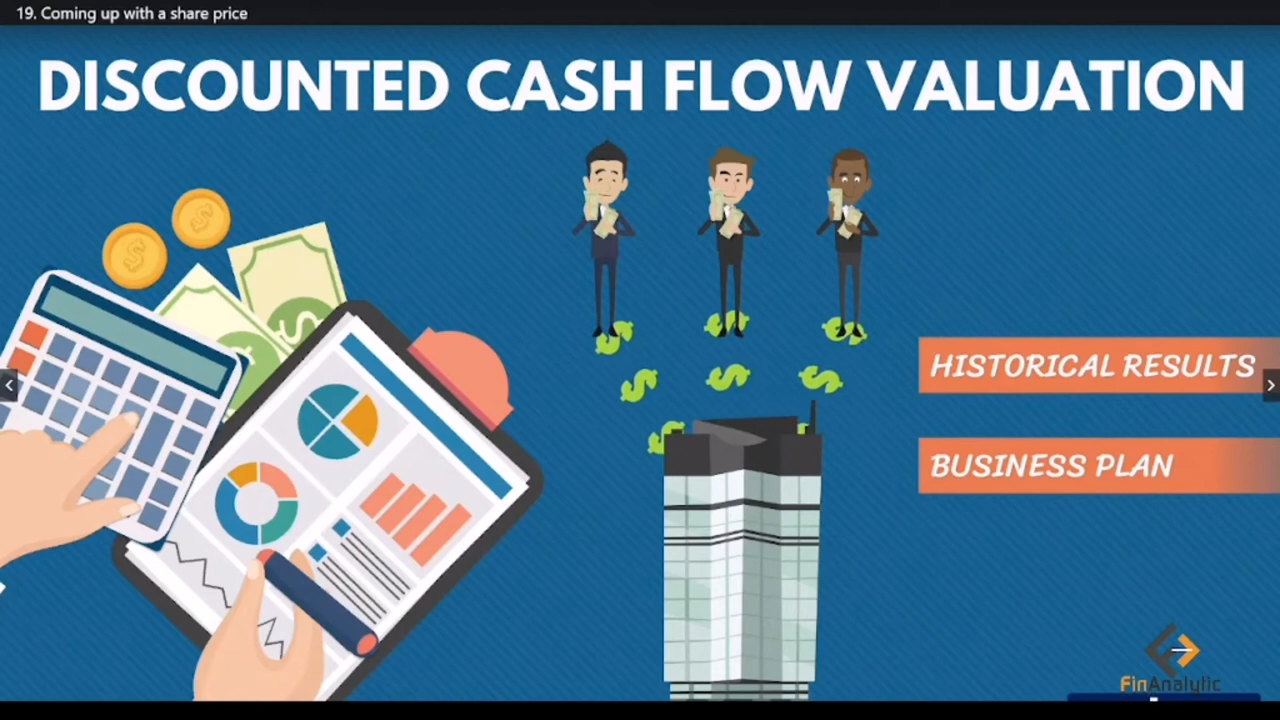 19. Coming up with a share price
DISCOUNTED CASH FLOW VALUATION
HISTORICAL RESULTS
BUSINESS PLAN
FinAnalytic